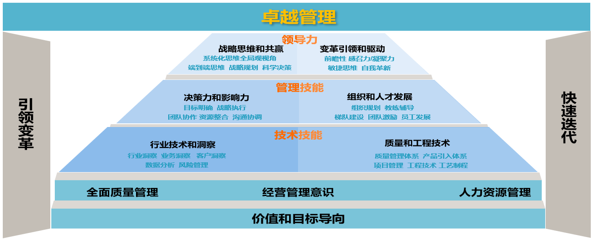 卓越管理
领导力
战略思维和共赢 变革引领和驱动
系统化思维全局观视角 前瞻性 感召力/凝聚力
端到端思维 战略规划 科学决策 敏捷思维 自我革新
管理技能
决策力和影响力 组织和人才发展
目标明确 战略执行 组织规划 教练辅导
团队协作 资源整合 沟通协调 梯队建设 团队激励 员工发展
技术技能
行业技术和洞察 质量和工程技术
行业洞察 业务洞察 客户洞察 质量管理体系 产品引入体系
数据分析 风险管理 项目管理 工程技术 工艺制程
全面质量管理 经营管理意识 人力资源管理
价值和目标导向
引领变革
快速迭代